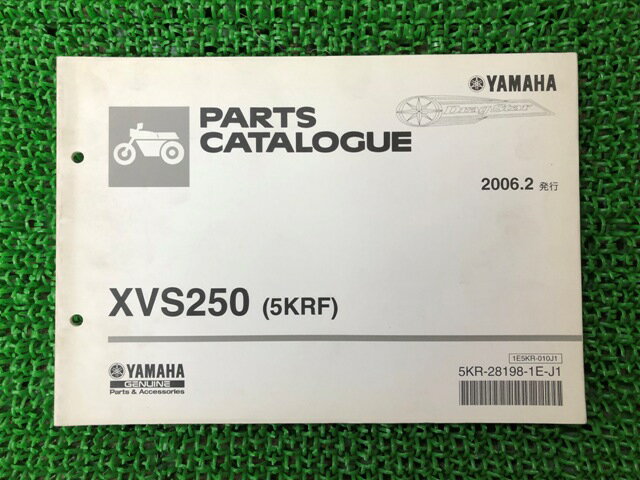 YAMAHA
DragStar
PARTS
CATALOGUE
2006.2 発行
XVS250 (5KRF)
YAMAHA
GENUINE
Parts & Accessories
1E5KR-010J1
5KR-28198-1E-J1